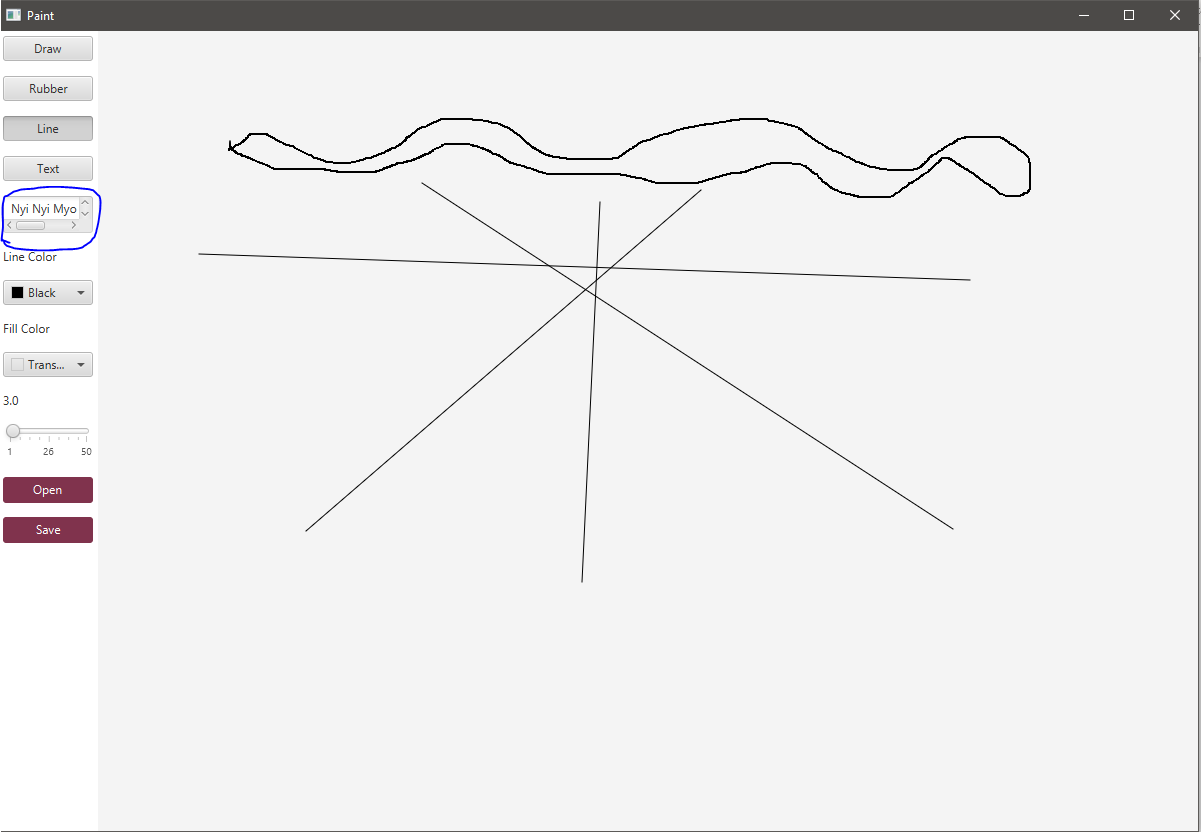 Paint
Draw
Rubber
Line
Text
Nyi Nyi Myo
Line Color
Black
Fill Color
Trans...
3.0
1 26 50
Open
Save